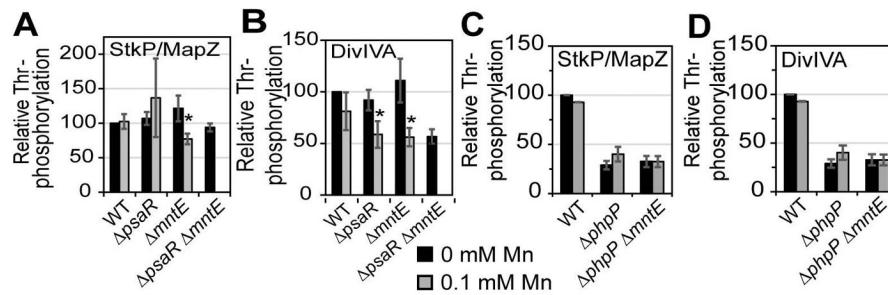 A
Relative Thr-
phosphorylation
200
150
100
50
0
StkP/MapZ
*
WT
ΔpsaR
ΔmntE
ΔpsaR ΔmntE
B
Relative Thr-
phosphorylation
150
100
50
0
DivIVA
*
*
WT
ΔpsaR
ΔmntE
ΔpsaR ΔmntE
C
Relative Thr-
phosphorylation
150
100
50
0
StkP/MapZ
WT
ΔphpP
ΔphpP ΔmntE
D
Relative Thr-
phosphorylation
150
100
50
0
DivIVA
WT
ΔphpP
ΔphpP ΔmntE
0 mM Mn
0.1 mM Mn